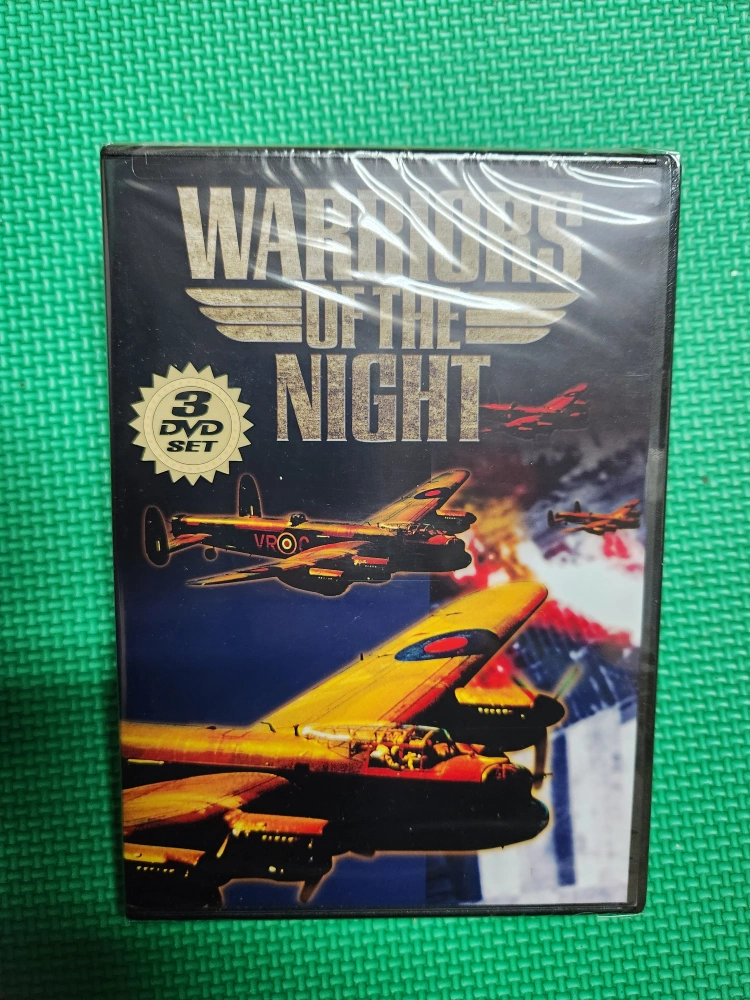 WARRIORS
OF THE
NIGHT
3
DVD
SET
VR C